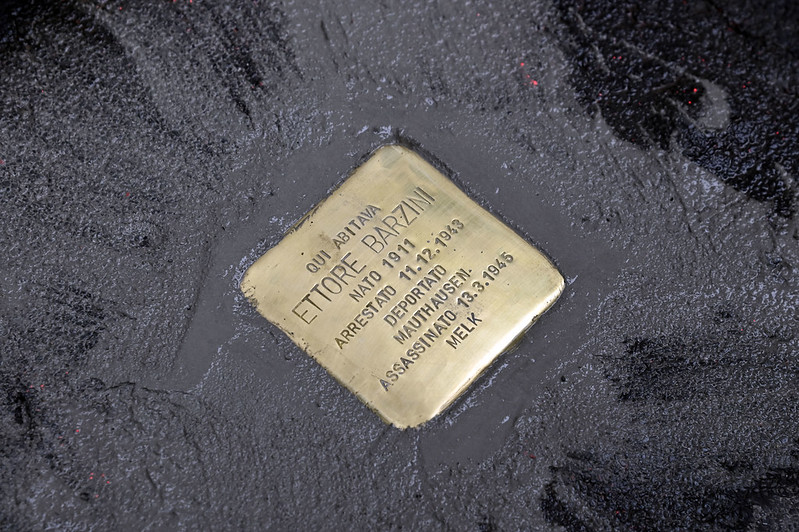 QUI ABITAVA
ETTORE BARZINI
NATO 1911
ARRESTATO 11.12.1943
DEPORTATO
MAUTHAUSEN-
ASSASSINATO 13.3.1945
MELK